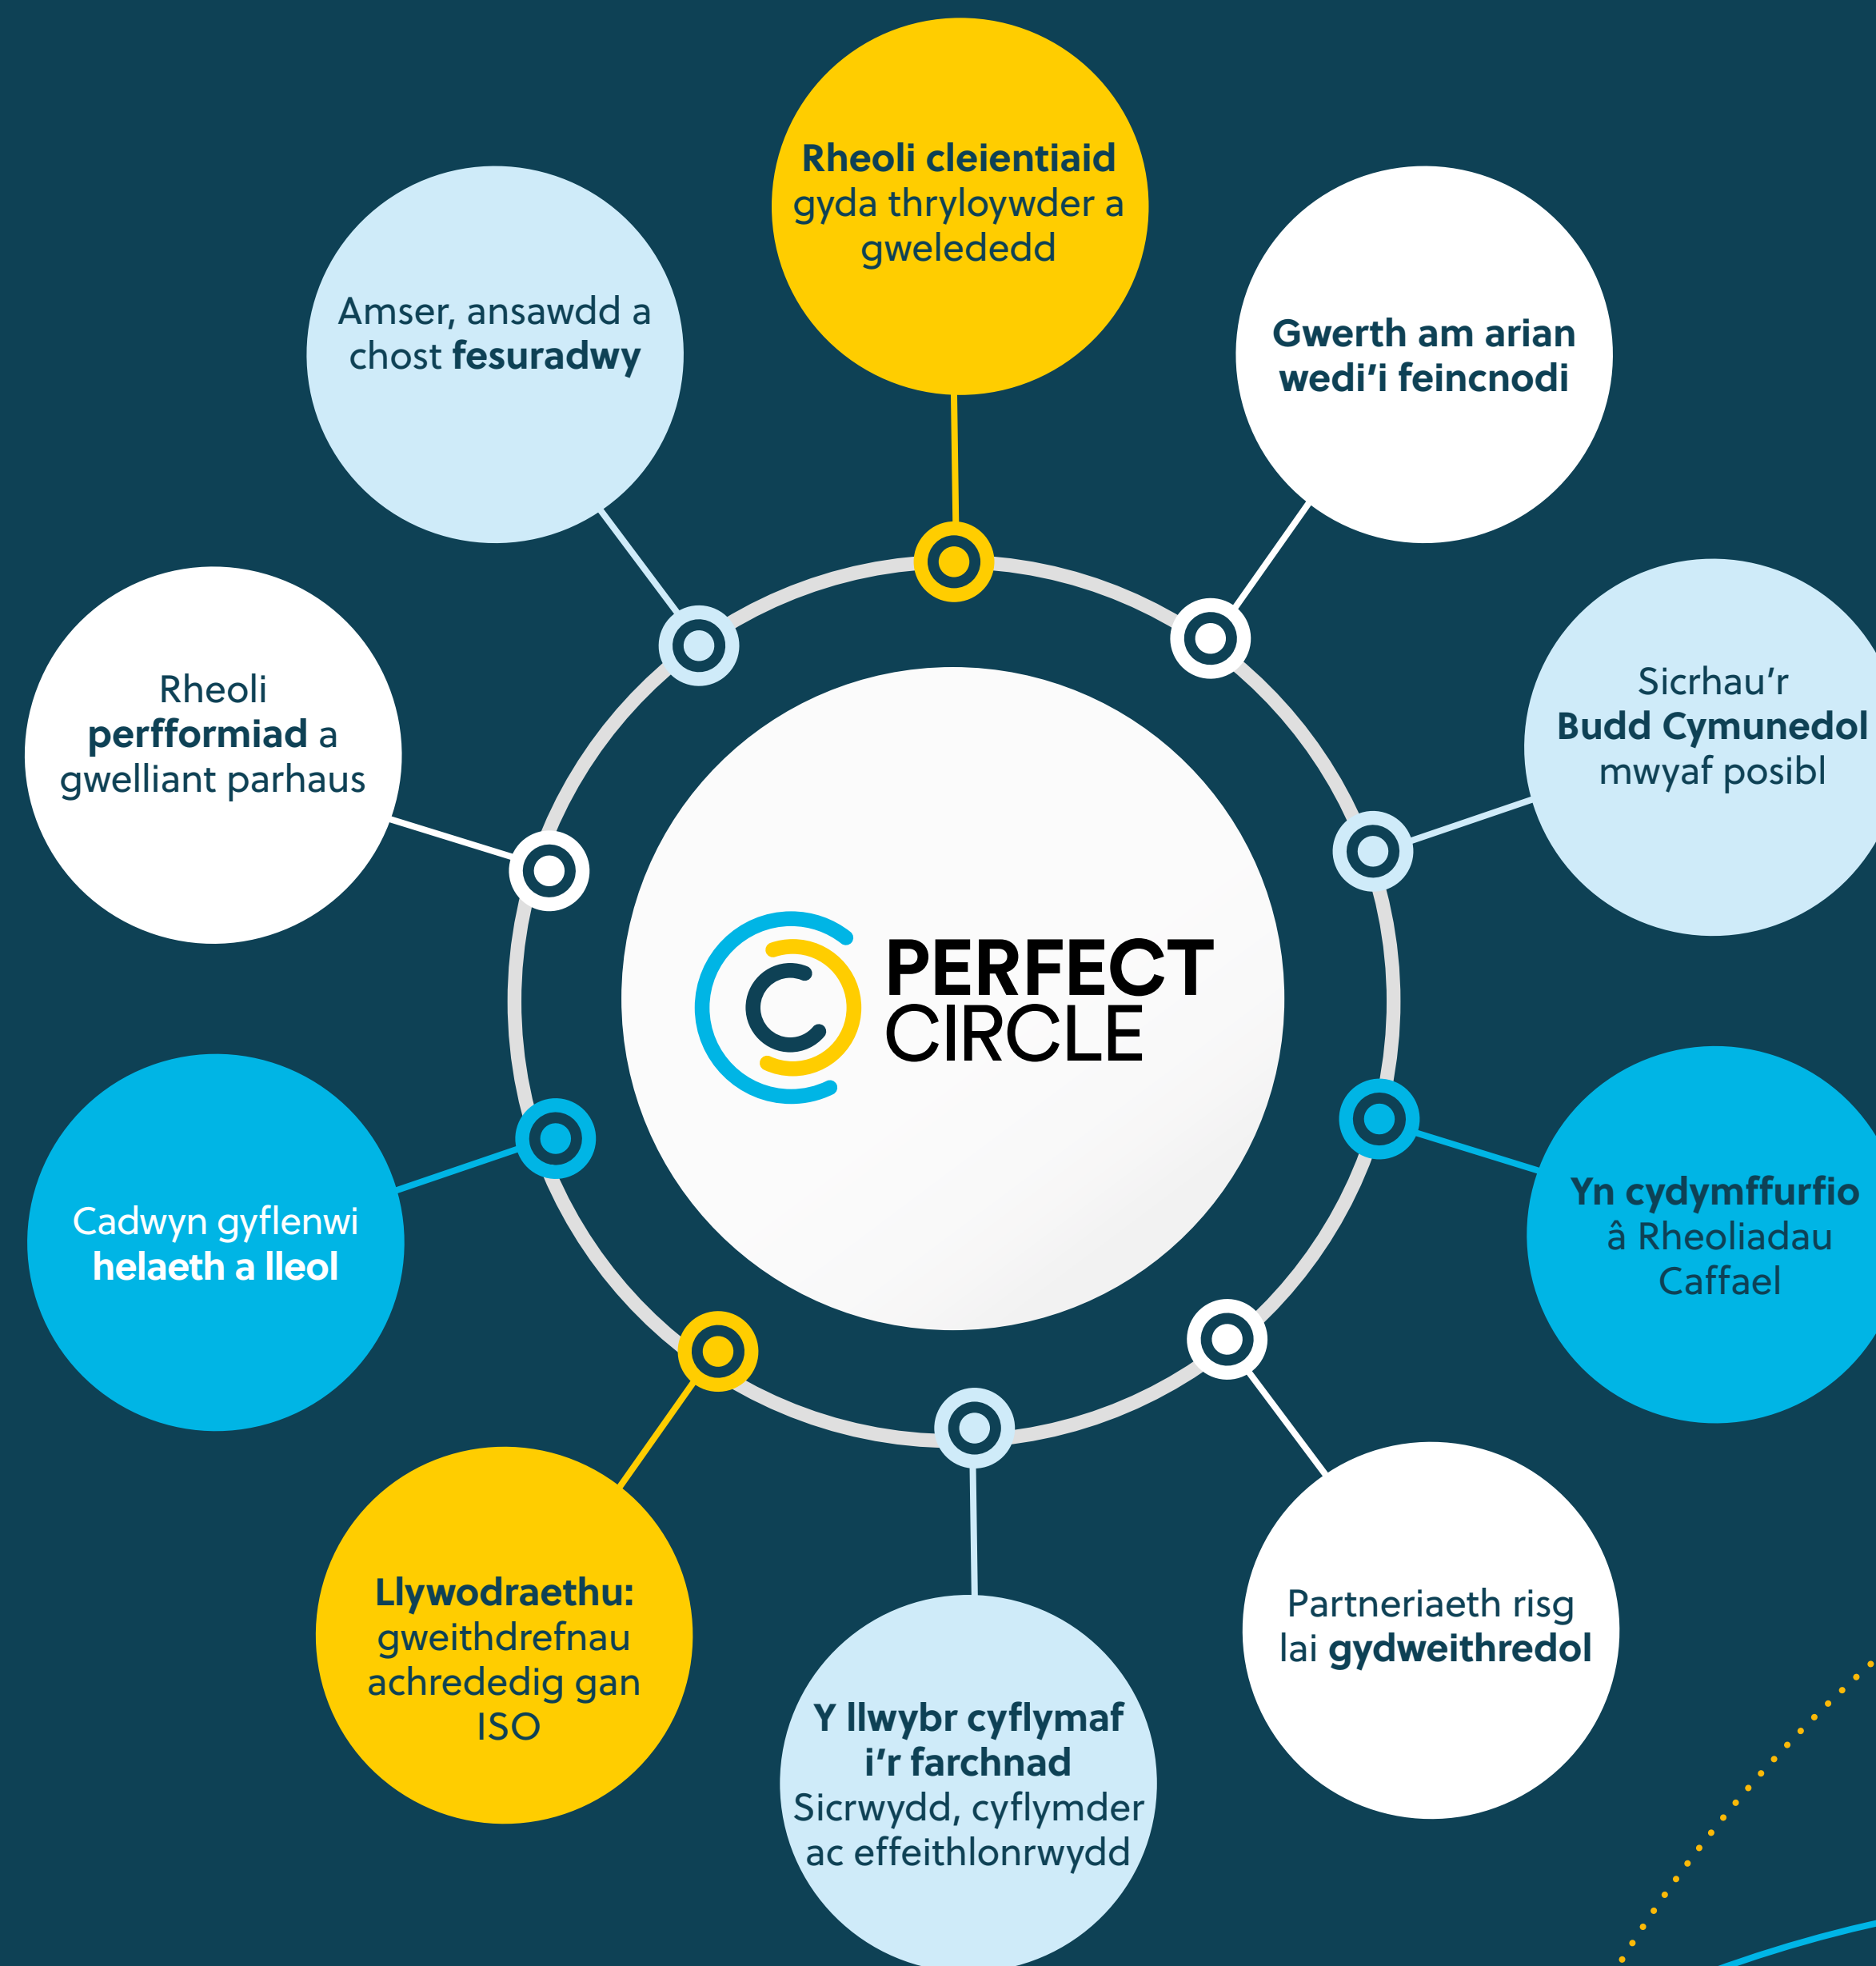 Rheoli cleientiaid
gyda thryloywder a
gwelededd
Gwerth am arian
wedi'i feincnodi
Sicrhau'r
Budd Cymunedol
mwyaf posibl
Yn cydymffurfio
â Rheoliadau
Caffael
Partneriaeth risg
lai gydweithredol
Y llwybr cyflymaf
i'r farchnad
Sicrwydd, cyflymder
ac effeithlonrwydd
Llywodraethu:
gweithdrefnau
achrededig gan
ISO
Cadwyn gyflenwi
helaeth a lleol
Rheoli
perfformiad a
gwelliant parhaus
Amser, ansawdd a
chost fesuradwy
PERFECT
CIRCLE